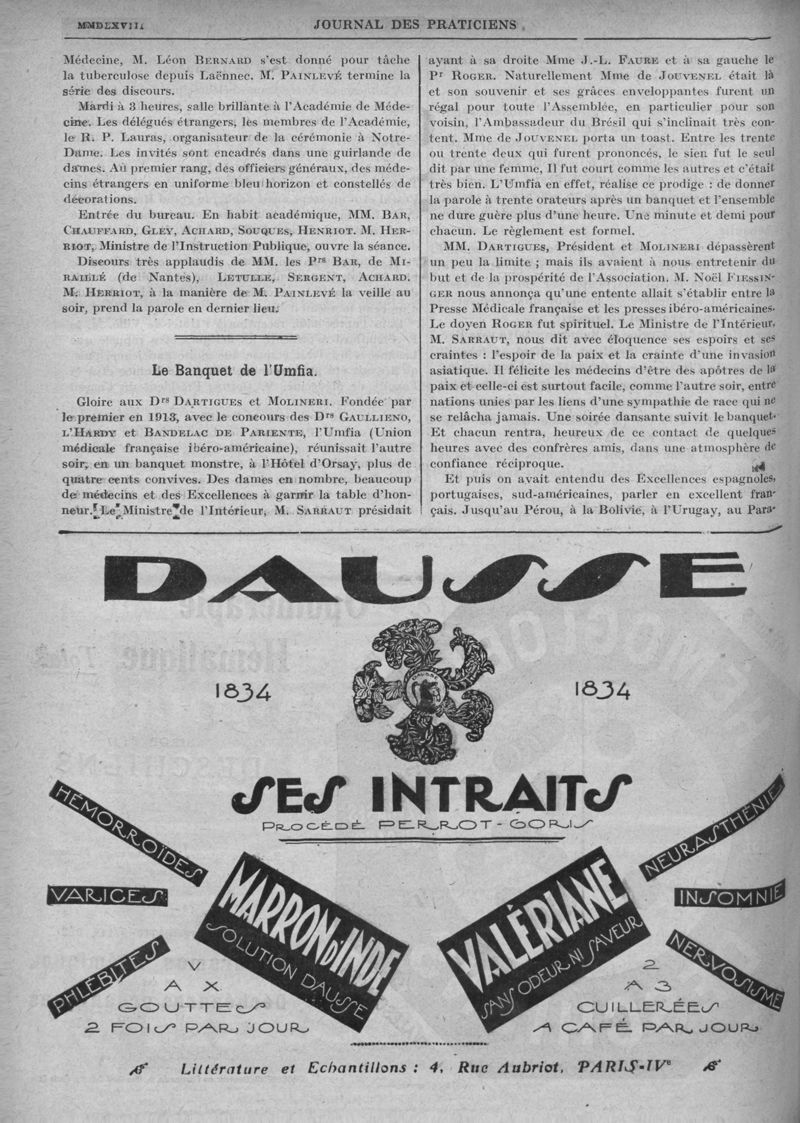 MMDLXVIII
JOURNAL DES PRATICIENS
Médecine, M. Léon BERNARD s'est donné pour tâche
la tuberculose depuis Laënnec. M. PAINLEVÉ termine la
série des discours.
Mardi à 3 heures, salle brillante à l'Académie de Méde-
cine. Les délégués étrangers, les membres de l'Académie,
le R. P. Lauras, organisateur de la cérémonie à Notre-
Dame. Les invités sont encadrés dans une guirlande de
dames. Au premier rang, des officiers généraux, des méde-
cins étrangers en uniforme bleu horizon et constellés de
décorations.
Entrée du bureau. En habit académique, MM. BAR,
CHAUFFARD, GLEY, ACHARD, SOUQUES, HENRIOT. M. HER-
RIOT, Ministre de l'Instruction Publique, ouvre la séance.
Discours très applaudis de MM. les Prs BAR, de MI-
RAILLÉ (de Nantes), LETULLE, SERGENT, ACHARD.
M. HERRIOT, à la manière de M. PAINLEVÉ la veille au
soir, prend la parole en dernier lieu.
Le Banquet de l'Umfia.
Gloire aux Drs DARTIGUES et MOLINERI. Fondée par
le premier en 1913, avec le concours des Drs GAULLIENO,
L'HARDY et BANDELAC DE PARIENTE, l'Umfia (Union
médicale française ibéro-américaine), réunissait l'autre
soir, en un banquet monstre, à l'Hôtel d'Orsay, plus de
quatre cents convives. Des dames en nombre, beaucoup
de médecins et des Excellences à garnir la table d'hon-
neur. Le Ministre de l'Intérieur, M. SARRAUT présidait
ayant à sa droite Mme J.-L. FAURE et à sa gauche le
Pr ROGER. Naturellement Mme de JOUVENEL était là
et son souvenir et ses grâces enveloppantes furent un
régal pour toute l'Assemblée, en particulier pour son
voisin, l'Ambassadeur du Brésil qui s'inclinait très con-
tent. Mme de JOUVENEL porta un toast. Entre les trente
ou trente deux qui furent prononcés, le sien fut le seul
dit par une femme, Il fut court comme les autres et c'était
très bien. L'Umfia en effet, réalise ce prodige : de donner
la parole à trente orateurs après un banquet et l'ensemble
ne dure guère plus d'une heure. Une minute et demi pour
chacun. Le règlement est formel.
MM. DARTIGUES, Président et MOLINERI dépassèrent
un peu la limite ; mais ils avaient à nous entretenir du
but et de la prospérité de l'Association. M. Noël FIESSIN-
GER nous annonça qu'une entente allait s'établir entre la
Presse Médicale française et les presses ibéro-américaines.
Le doyen ROGER fut spirituel. Le Ministre de l'Intérieur,
M. SARRAUT, nous dit avec éloquence ses espoirs et ses
craintes : l'espoir de la paix et la crainte d'une invasion
asiatique. Il félicite les médecins d'être des apôtres de la
paix et celle-ci est surtout facile, comme l'autre soir, entre
nations unies par les liens d'une sympathie de race qui ne
se relâcha jamais. Une soirée dansante suivit le banquet.
Et chacun rentra, heureux de ce contact de quelques
heures avec des confrères amis, dans une atmosphère de
confiance réciproque.
Et puis on avait entendu des Excellences espagnoles,
portugaises, sud-américaines, parler en excellent fran-
çais. Jusqu'au Pérou, à la Bolivie, à l'Urugay, au Para-
DAUSSE
1834
1834
SES INTRAITS
PROCÉDÉ PERROT-GORIS
HÉMORROÏDES
VARICES
PHLÉBITES
MARRON D'INDE
SOLUTION DAUSSE
V
A X
GOUTTES
2 FOIS PAR JOUR
VALÉRIANE
SANS ODEUR NI SAVEUR
NEURASTHÉNIE
INSOMNIE
NERVOSISME
2
A 3
CUILLERÉES
A CAFÉ PAR JOUR
Littérature et Echantillons : 4, Rue Aubriot, PARIS-IVe